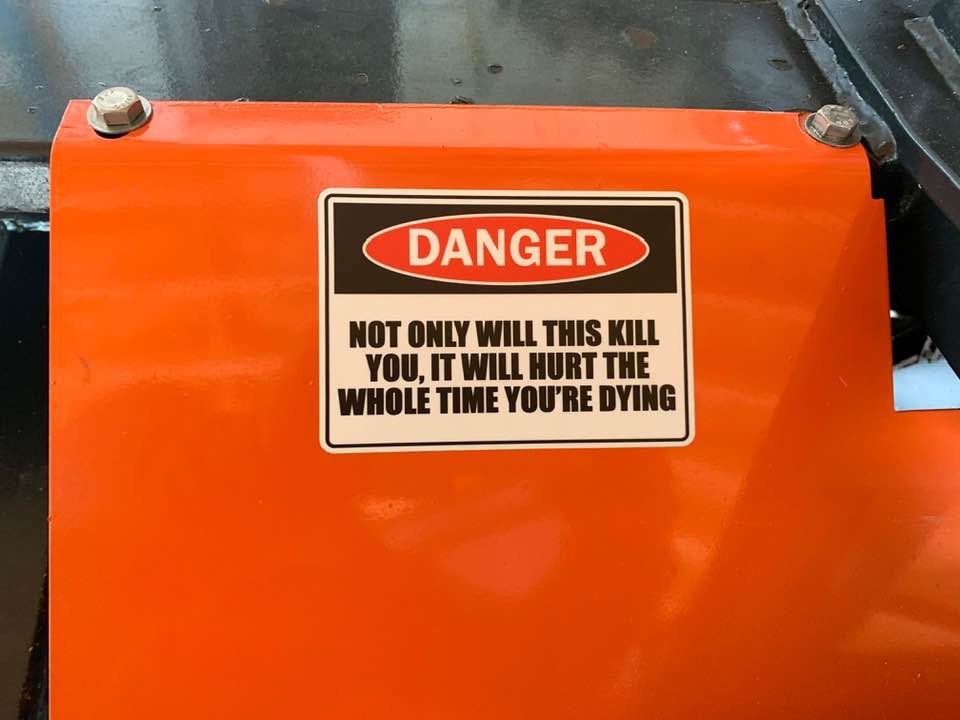 DANGER
NOT ONLY WILL THIS KILL
YOU, IT WILL HURT THE
WHOLE TIME YOU'RE DYING